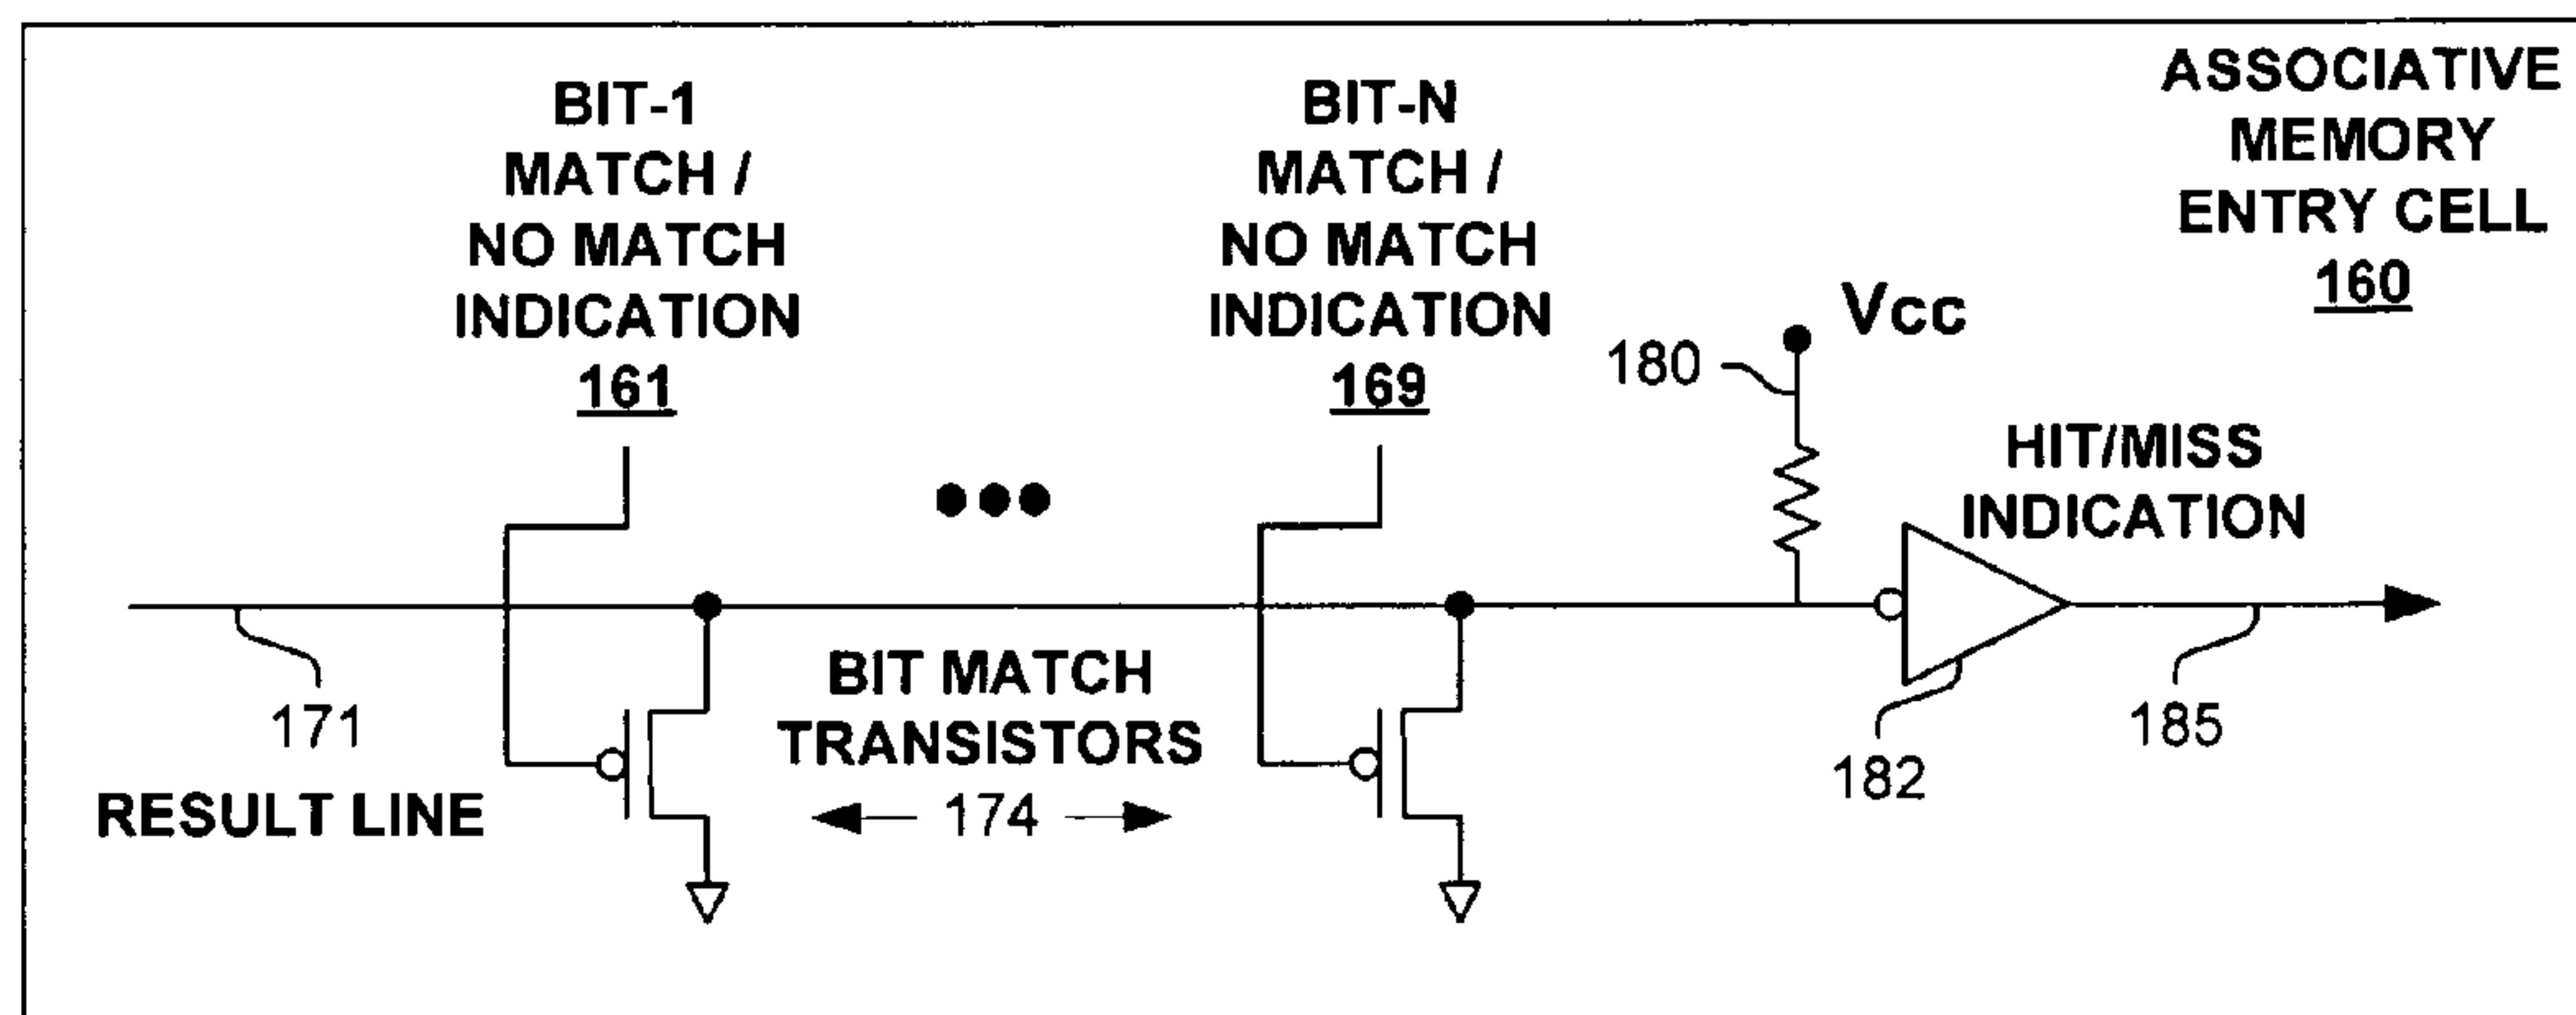 BIT-1
MATCH /
NO MATCH
INDICATION
161
BIT-N
MATCH /
NO MATCH
INDICATION
169
ASSOCIATIVE
MEMORY
ENTRY CELL
160
Vcc
180
HIT/MISS
INDICATION
171
RESULT LINE
BIT MATCH
TRANSISTORS
174
182
185